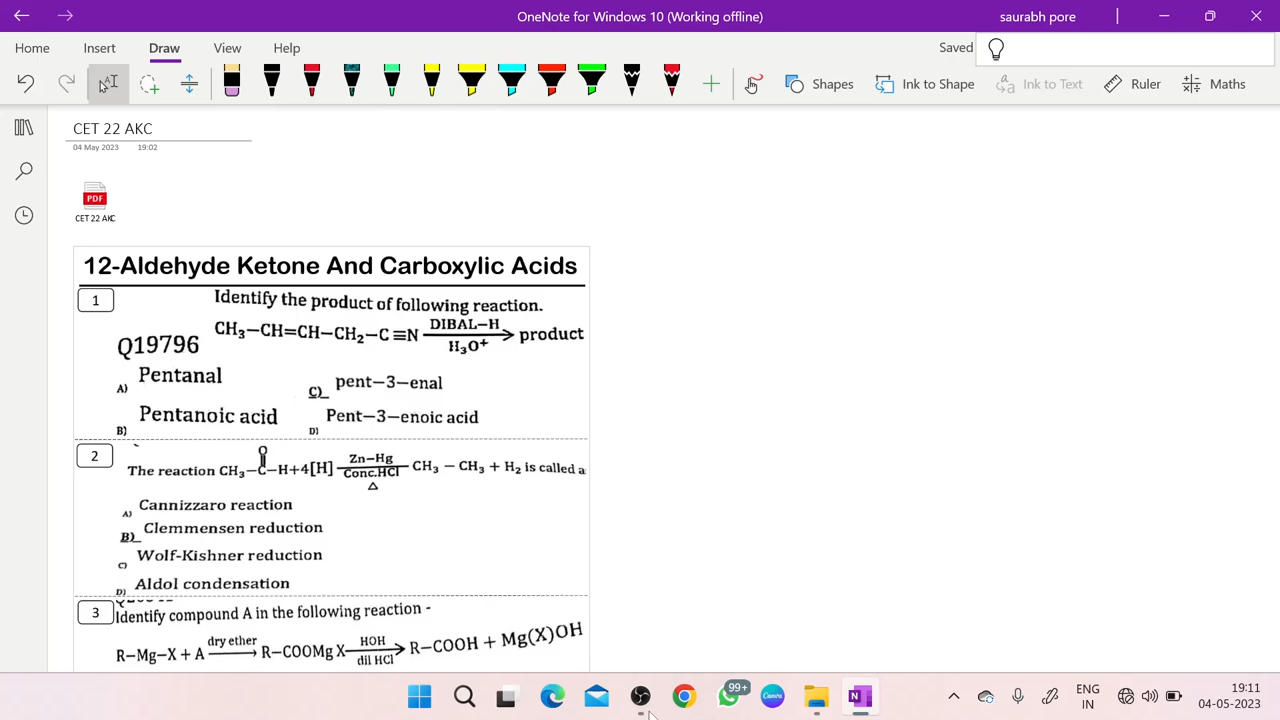 OneNote for Windows 10 (Working offline)
saurabh pore
Home Insert Draw View Help
Saved
Shapes Ink to Shape Ink to Text Ruler Maths
CET 22 AKC
04 May 2023 19:02
PDF
CET 22 AKC
12-Aldehyde Ketone And Carboxylic Acids
1
Identify the product of following reaction.
Q19796
CH₃−CH=CH−CH₂−C≡N DIBAL−H H₃O⁺ product
A) Pentanal
C) pent−3−enal
B) Pentanoic acid
D) Pent−3−enoic acid
2
The reaction CH₃−C−H+4[H] Zn−Hg Conc.HCl △ CH₃ − CH₃ + H₂ is called a
O
A) Cannizzaro reaction
B) Clemmensen reduction
C) Wolf-Kishner reduction
D) Aldol condensation
3
Identify compound A in the following reaction -
R−Mg−X + A dry ether R−COOMg X HOH dil HCl R−COOH + Mg(X)OH
99+
Canva
ENG
IN
19:11
04-05-2023